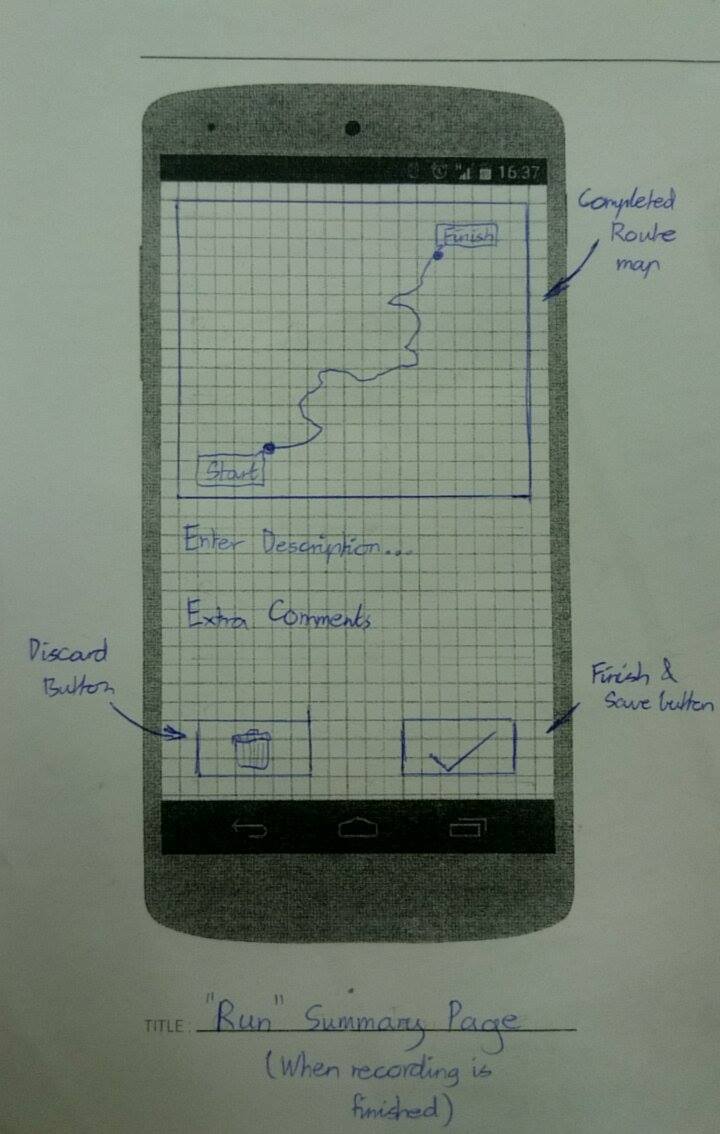 16:37
Completed
Route
map
Finish
Start
Enter Description...
Extra Comments
Discard
Button
Finish &
Save button
TITLE: "Run" Summary Page
(When recording is
finished)